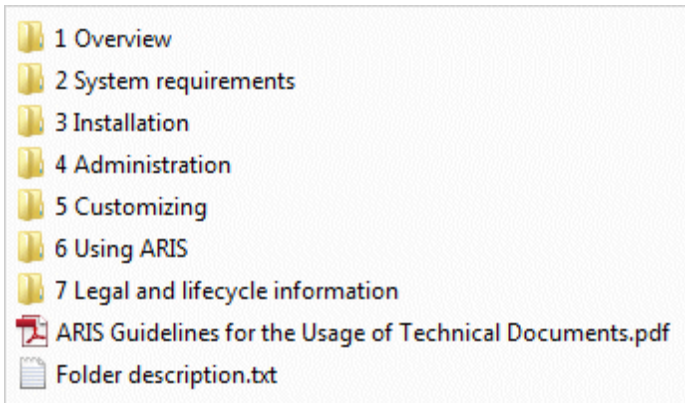 1 Overview
2 System requirements
3 Installation
4 Administration
5 Customizing
6 Using ARIS
7 Legal and lifecycle information
ARIS Guidelines for the Usage of Technical Documents.pdf
Folder description.txt